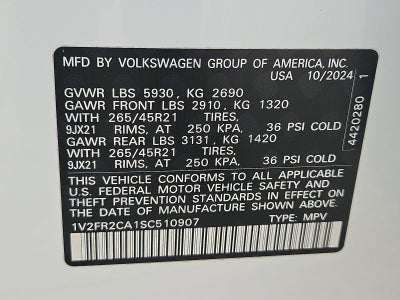 MFD BY VOLKSWAGEN GROUP OF AMERICA, INC.
USA 10/2024
GVWR LBS 5930, KG 2690
GAWR FRONT LBS 2910, KG 1320
WITH 265/45R21 TIRES,
9JX21 RIMS, AT 250 KPA, 36 PSI COLD
GAWR REAR LBS 3131, KG 1420
WITH 265/45R21 TIRES,
9JX21 RIMS, AT 250 KPA, 36 PSI COLD
THIS VEHICLE CONFORMS TO ALL APPLICABLE
U.S. FEDERAL MOTOR VEHICLE SAFETY AND
THEFT PREVENTION STANDARDS IN EFFECT ON
THE DATE OF MANUFACTURE SHOWN ABOVE.
1V2FR2CA1SC510907 TYPE: MPV
4420280 1